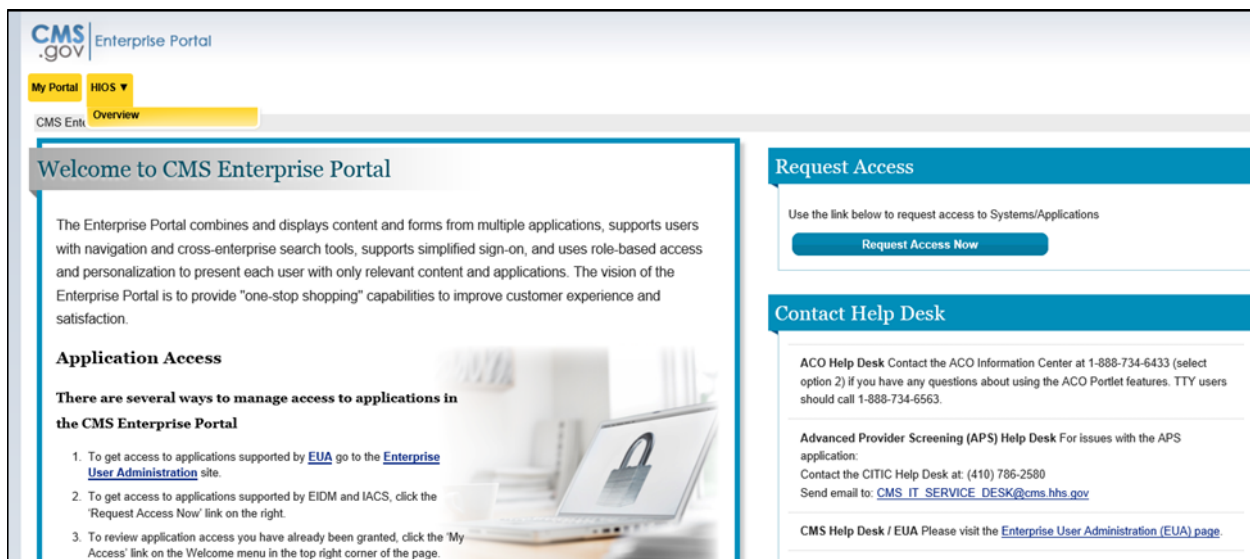 CMS
.gov
Enterprise Portal
My Portal
HIOS ▼
Overview
CMS Ente
Welcome to CMS Enterprise Portal
The Enterprise Portal combines and displays content and forms from multiple applications, supports users
with navigation and cross-enterprise search tools, supports simplified sign-on, and uses role-based access
and personalization to present each user with only relevant content and applications. The vision of the
Enterprise Portal is to provide "one-stop shopping" capabilities to improve customer experience and
satisfaction.
Application Access
There are several ways to manage access to applications in
the CMS Enterprise Portal
1. To get access to applications supported by EUA go to the Enterprise
User Administration site.
2. To get access to applications supported by EIDM and IACS, click the
'Request Access Now' link on the right.
3. To review application access you have already been granted, click the 'My
Access' link on the Welcome menu in the top right corner of the page.
Request Access
Use the link below to request access to Systems/Applications
Request Access Now
Contact Help Desk
ACO Help Desk Contact the ACO Information Center at 1-888-734-6433 (select
option 2) if you have any questions about using the ACO Portlet features. TTY users
should call 1-888-734-6563.
Advanced Provider Screening (APS) Help Desk For issues with the APS
application:
Contact the CITIC Help Desk at: (410) 786-2580
Send email to: CMS_IT_SERVICE_DESK@cms.hhs.gov
CMS Help Desk / EUA Please visit the Enterprise User Administration (EUA) page.